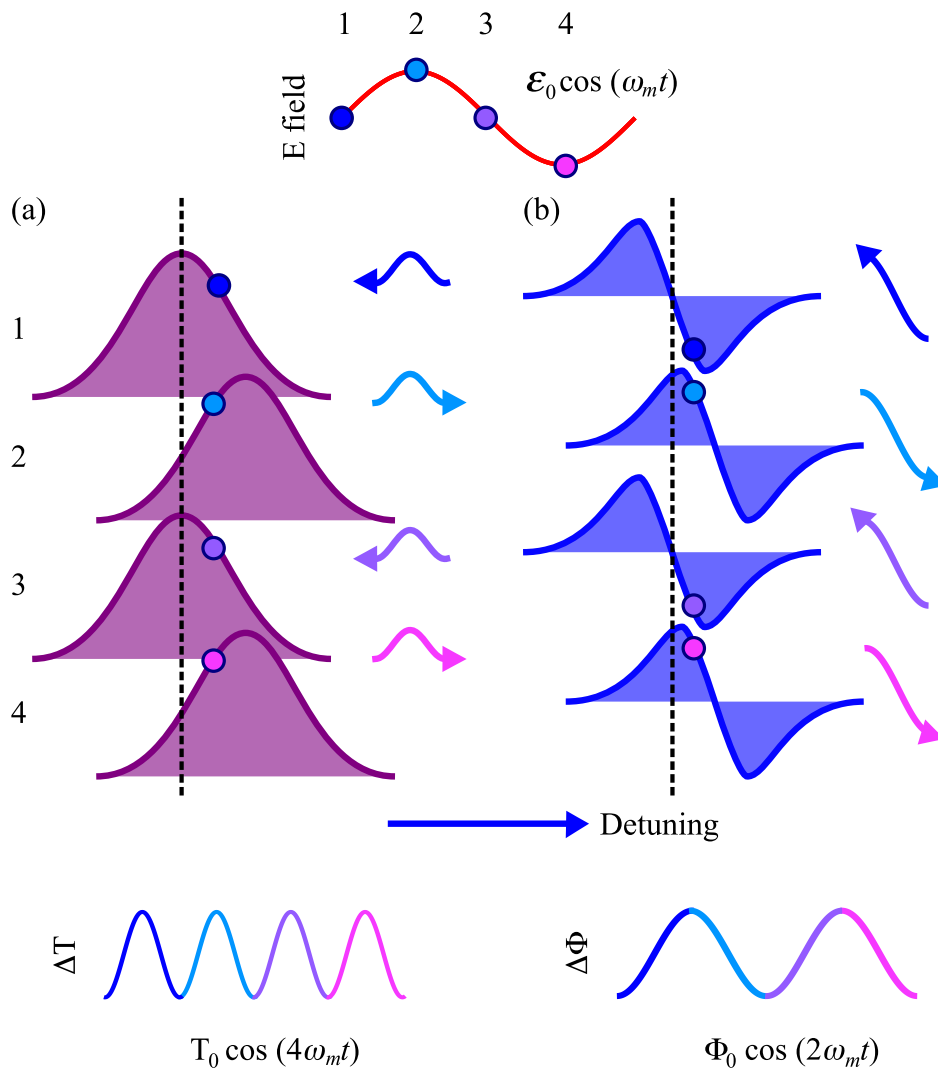 1 2 3 4
E field
𝓔₀ cos (ωₘt)
(a)
(b)
1
2
3
4
Detuning
ΔT
ΔΦ
T₀ cos (4ωₘt)
Φ₀ cos (2ωₘt)